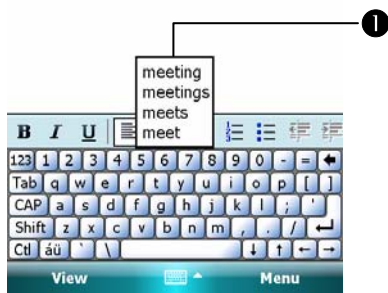 1
meeting
meetings
meets
meet
B I U
123 1 2 3 4 5 6 7 8 9 0 - =
Tab q w e r t y u i o p [ ]
CAP a s d f g h j k l ; '
Shift z x c v b n m , . /
Ctl áü ` \
View Menu